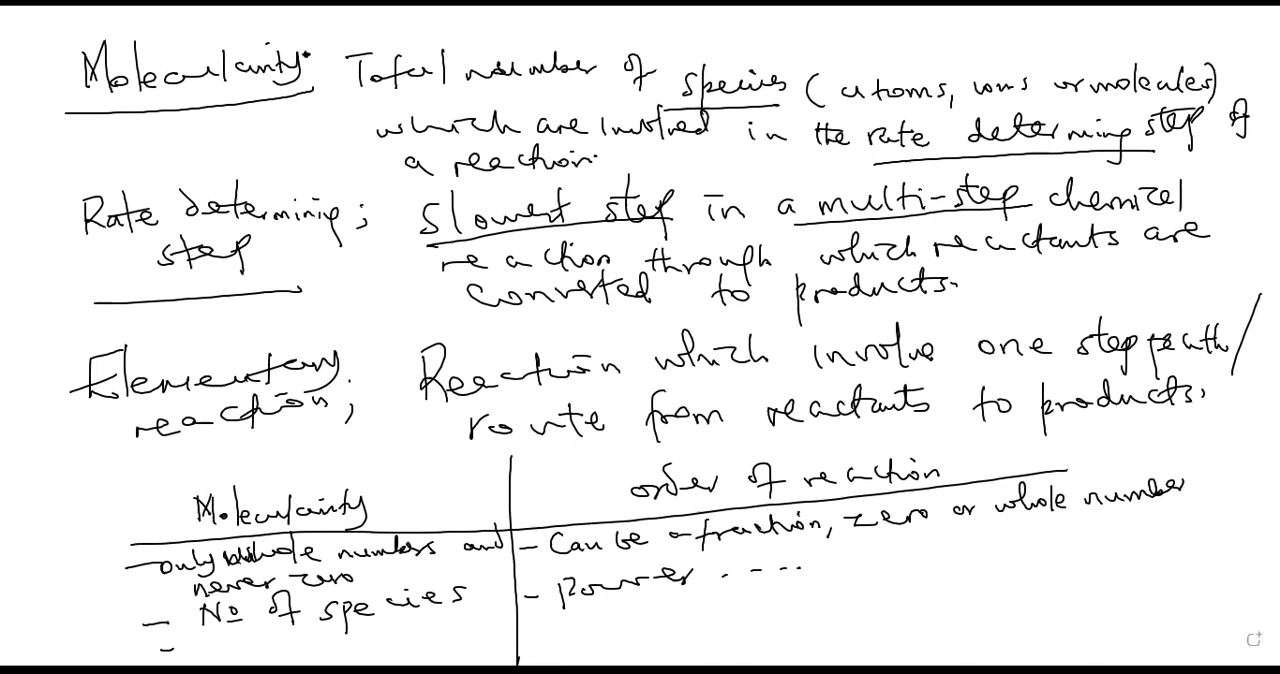 Molecularity: Total number of species (atoms, ions or molecules)
which are involved in the rate determining step of
a reaction.
Rate determining; Slowest step in a multi-step chemical
step reaction through which reactants are
converted to products.
Elementary Reaction which involve one step path/
reaction; route from reactants to products.
Molecularity order of reaction
- only whole numbers and - Can be a fraction, zero or whole number
never zero
- No of species - Power . - - ..
-